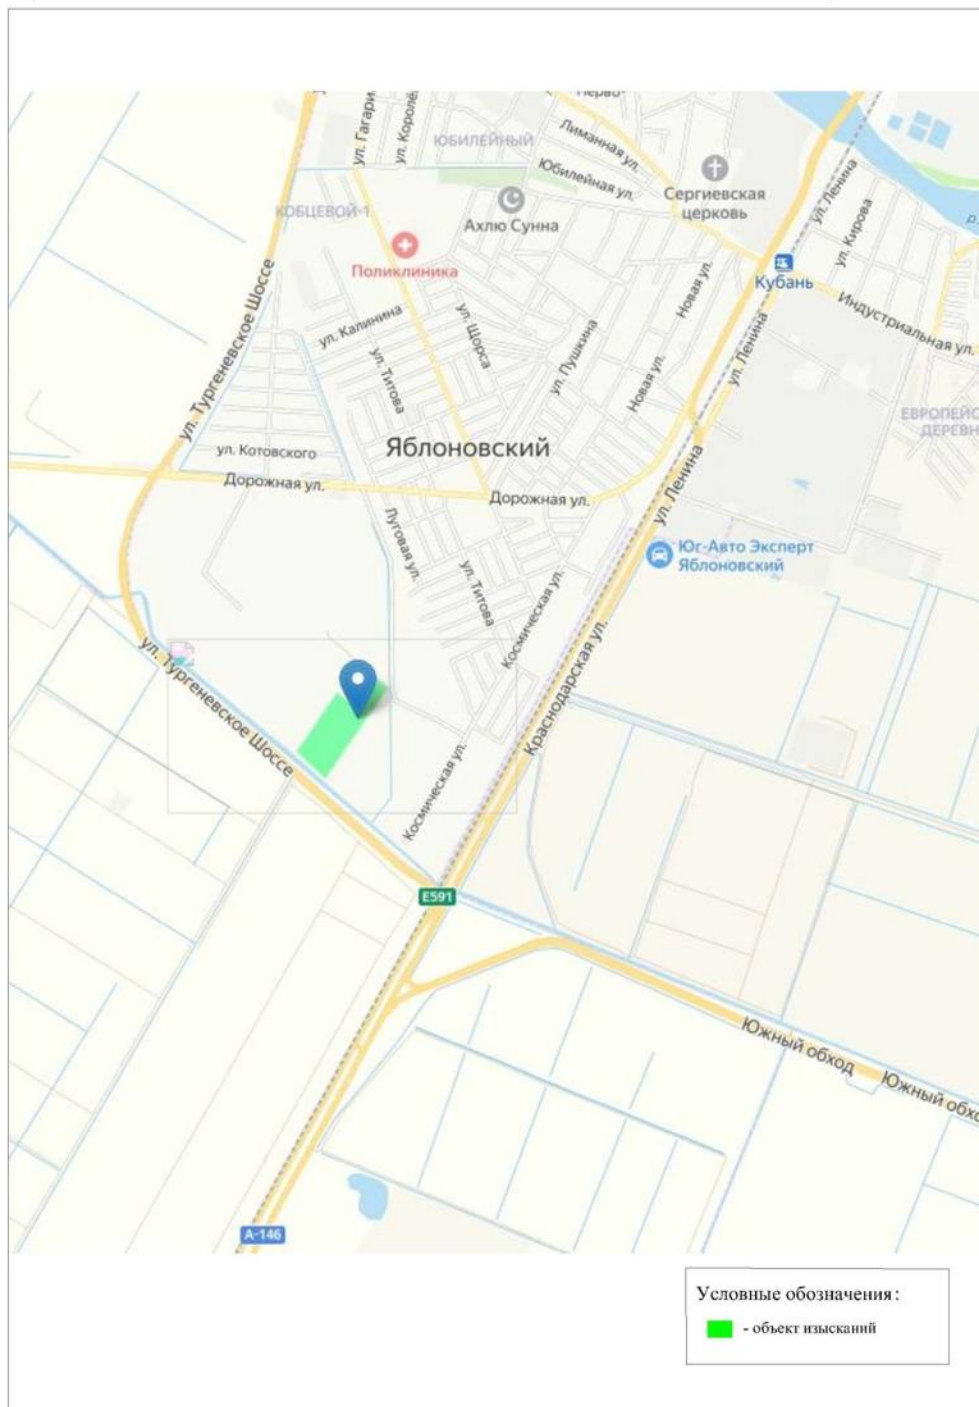 ул. Гагари
ул. Королё
ЮБИЛЕЙНЫЙ
Лиманная ул.
Юбилейная ул.
Сергиевская
церковь
ул. Ленина
ул. Кирова
КОБЦЕВОЙ-1
Ахлю Сунна
Поликлиника
Кубань
Новая ул.
Индустриальная ул.
ул. Тургеневское Шоссе
ул. Калинина
ул. Щорса
ул. Пушкина
ул. Ленина
ул. Титова
Новая ул.
ЕВРОПЕЙС
ДЕРЕВН
Яблоновский
ул. Котовского
Дорожная ул.
Дорожная ул.
ул. Ленина
Луговая ул.
Юг-Авто Эксперт
Яблоновский
ул. Титова
Космическая ул.
ул. Тургеневское Шоссе
Краснодарская ул.
Космическая ул.
E591
Южный обход
Южный обхо
А-146
Условные обозначения:
- объект изысканий